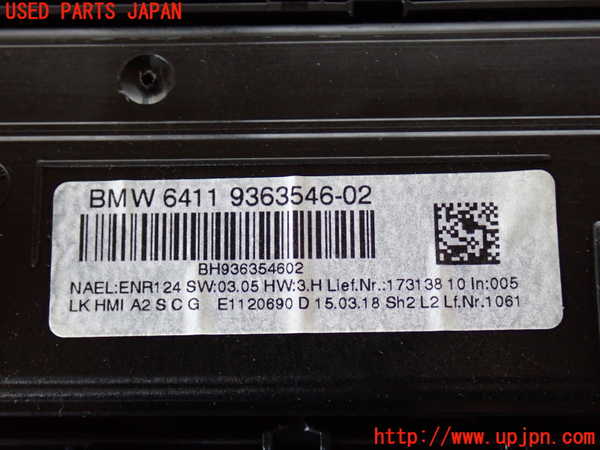 USED PARTS JAPAN
BMW 6411 9363546-02
BH936354602
NAEL:ENR124 SW:03.05 HW:3.H Lief.Nr.:173138 10 In:005
LK HMI A2 S C G E1120690 D 15.03.18 Sh2 L2 Lf.Nr.1061
http://www.upjpn.com/